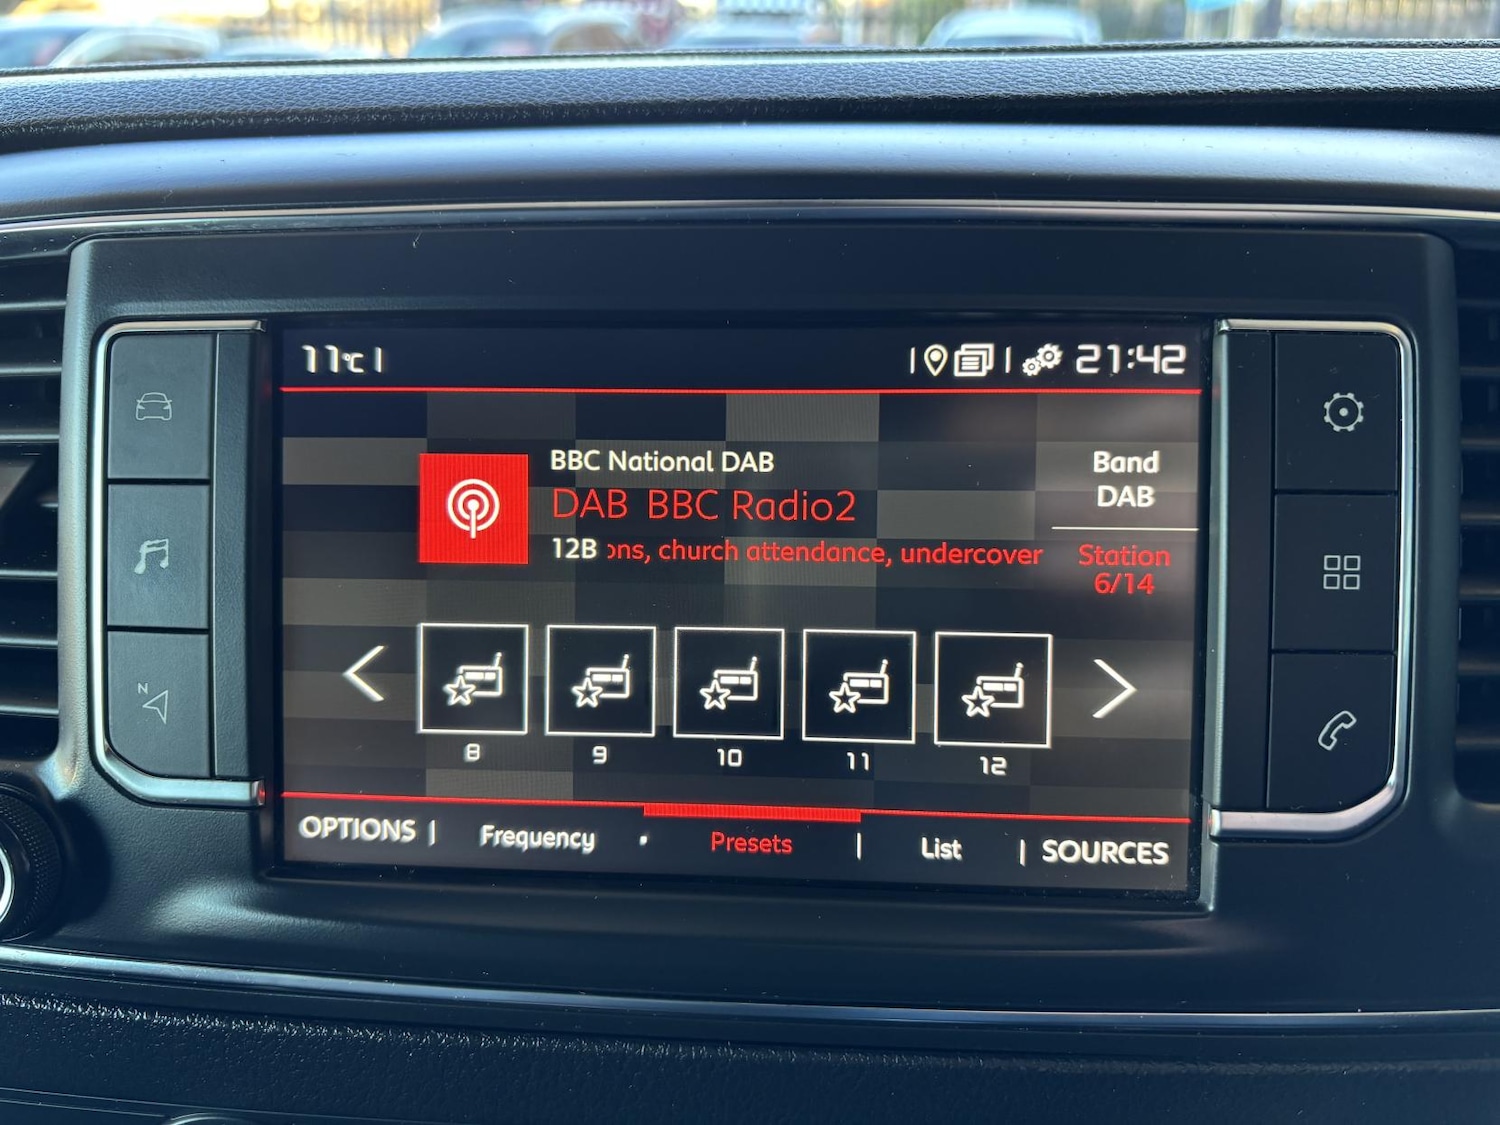 11°C
21:42
BBC National DAB
DAB BBC Radio2
12B ons, church attendance, undercover
Band
DAB
Station
6/14
8 9 10 11 12
OPTIONS Frequency Presets List SOURCES
N